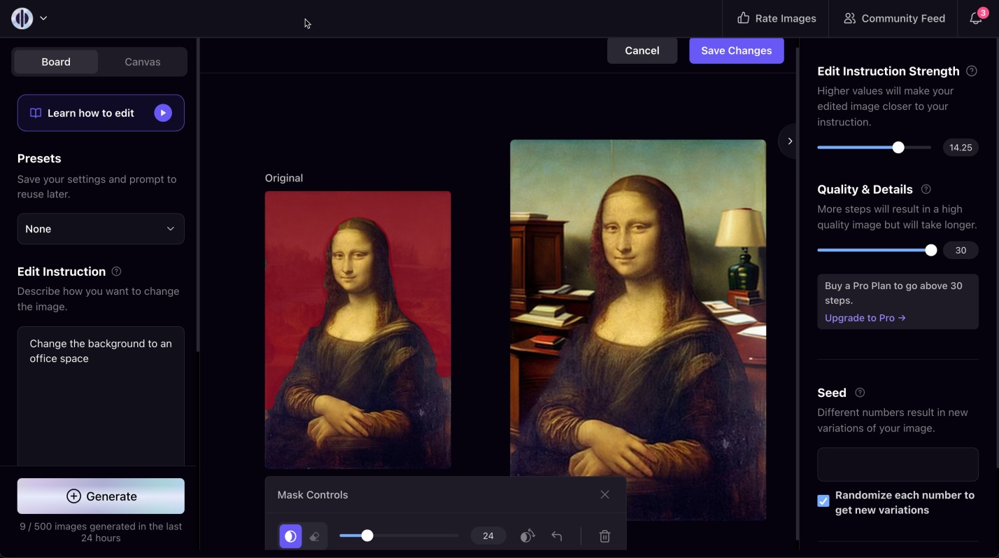 Rate Images
Community Feed
3
Board
Canvas
Learn how to edit
Presets
Save your settings and prompt to
reuse later.
None
Edit Instruction
Describe how you want to change
the image.
Change the background to an
office space
Generate
9 / 500 images generated in the last
24 hours
Cancel
Save Changes
Original
Mask Controls
24
Edit Instruction Strength
Higher values will make your
edited image closer to your
instruction.
14.25
Quality & Details
More steps will result in a high
quality image but will take longer.
30
Buy a Pro Plan to go above 30
steps.
Upgrade to Pro →
Seed
Different numbers result in new
variations of your image.
Randomize each number to
get new variations